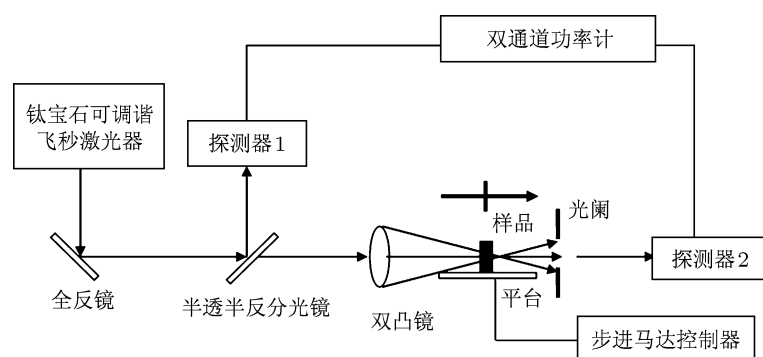 双通道功率计
钛宝石可调谐
飞秒激光器
探测器1
样品
光阑
探测器2
全反镜
半透半反分光镜
双凸镜
平台
步进马达控制器